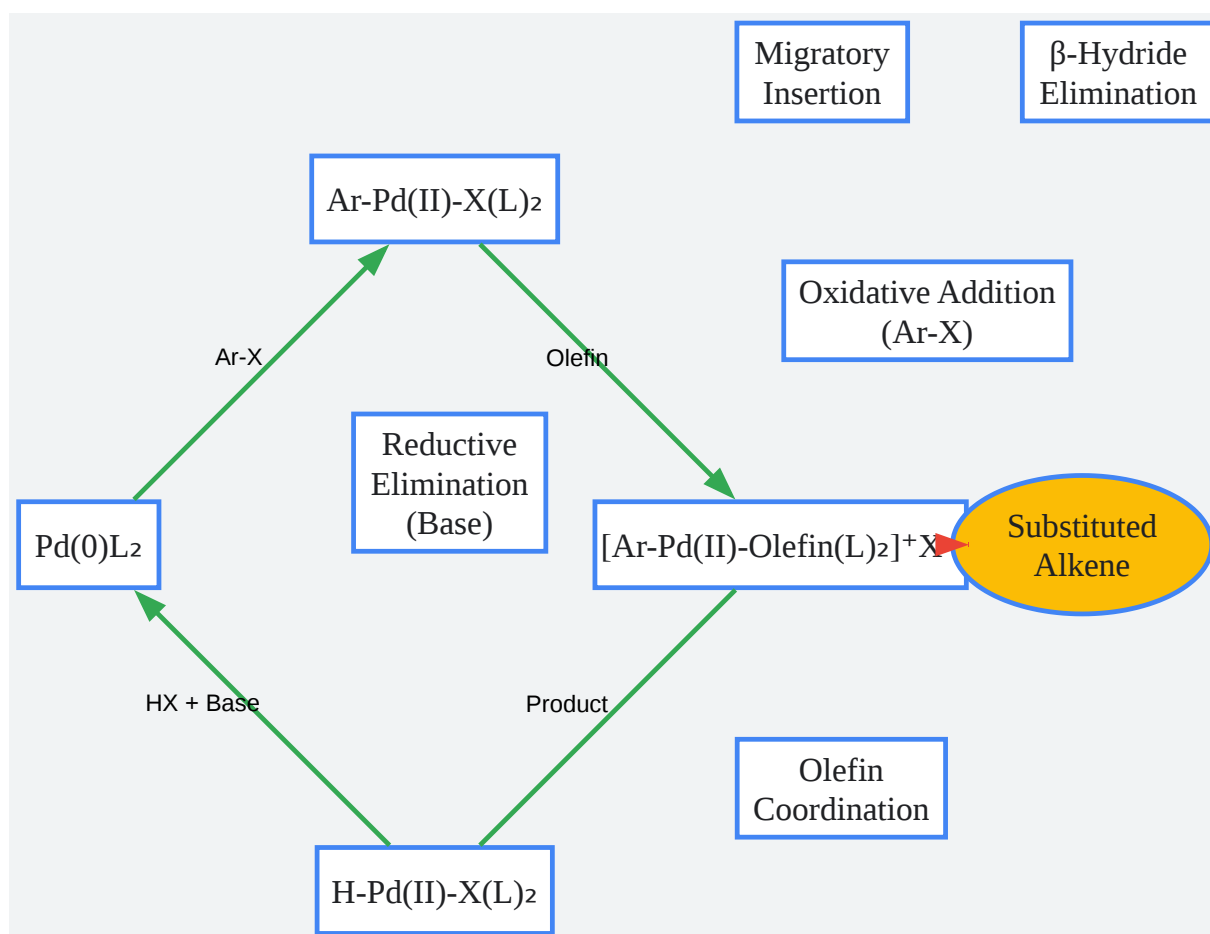 Migratory
Insertion
β-Hydride
Elimination
Ar-Pd(II)-X(L)₂
Oxidative Addition
(Ar-X)
Ar-X
Olefin
Reductive
Elimination
(Base)
Pd(0)L₂
[Ar-Pd(II)-Olefin(L)₂]⁺X
Substituted
Alkene
HX + Base
Product
Olefin
Coordination
H-Pd(II)-X(L)₂